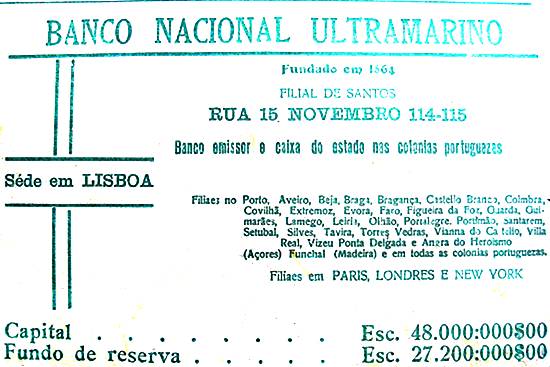 BANCO NACIONAL ULTRAMARINO
Fundado em 1864
FILIAL DE SANTOS
RUA 15 NOVEMBRO 114-115
Banco emissor e caixa do estado nas colonias portuguezas
Séde em LISBOA
Filiaes no Porto, Aveiro, Beja, Braga, Bragança, Castello Branco, Coimbra,
Covilhã, Extremoz, Evora, Faro, Figueira da Foz, Guarda, Gui-
marães, Lamego, Leiria, Olhão, Portalegre, Portimão, Santarem,
Setubal, Silves, Tavira, Torres Vedras, Vianna do Castello, Villa
Real, Vizeu Ponta Delgada e Angra do Heroismo
(Açores) Funchal (Madeira) e em todas as colonias portuguezas.
Filiaes em PARIS, LONDRES E NEW YORK
Capital . . . . . . . . Esc. 48.000:000$00
Fundo de reserva . . . . . Esc. 27.200:000$00